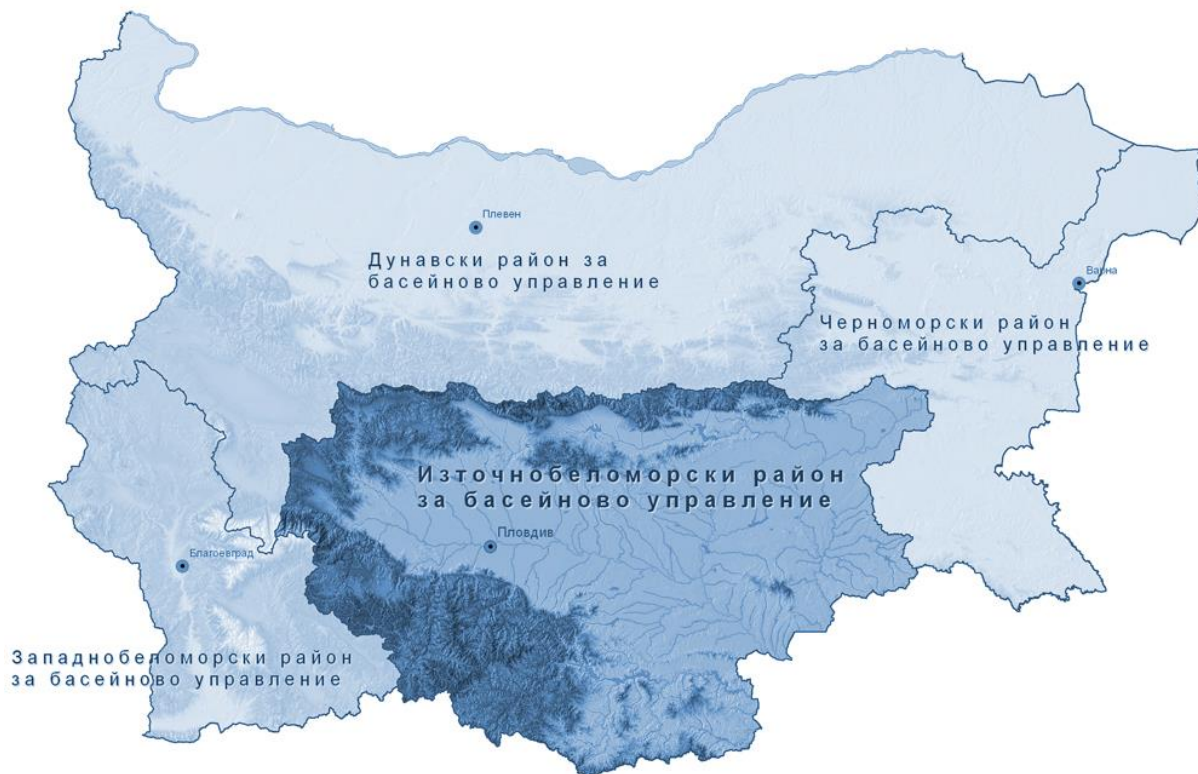 Плевен
Дунавски район за
басейново управление
Варна
Черноморски район
за басейново управление
Източнобеломорски район
за басейново управление
Пловдив
Благоевград
Западнобеломорски район
за басейново управление